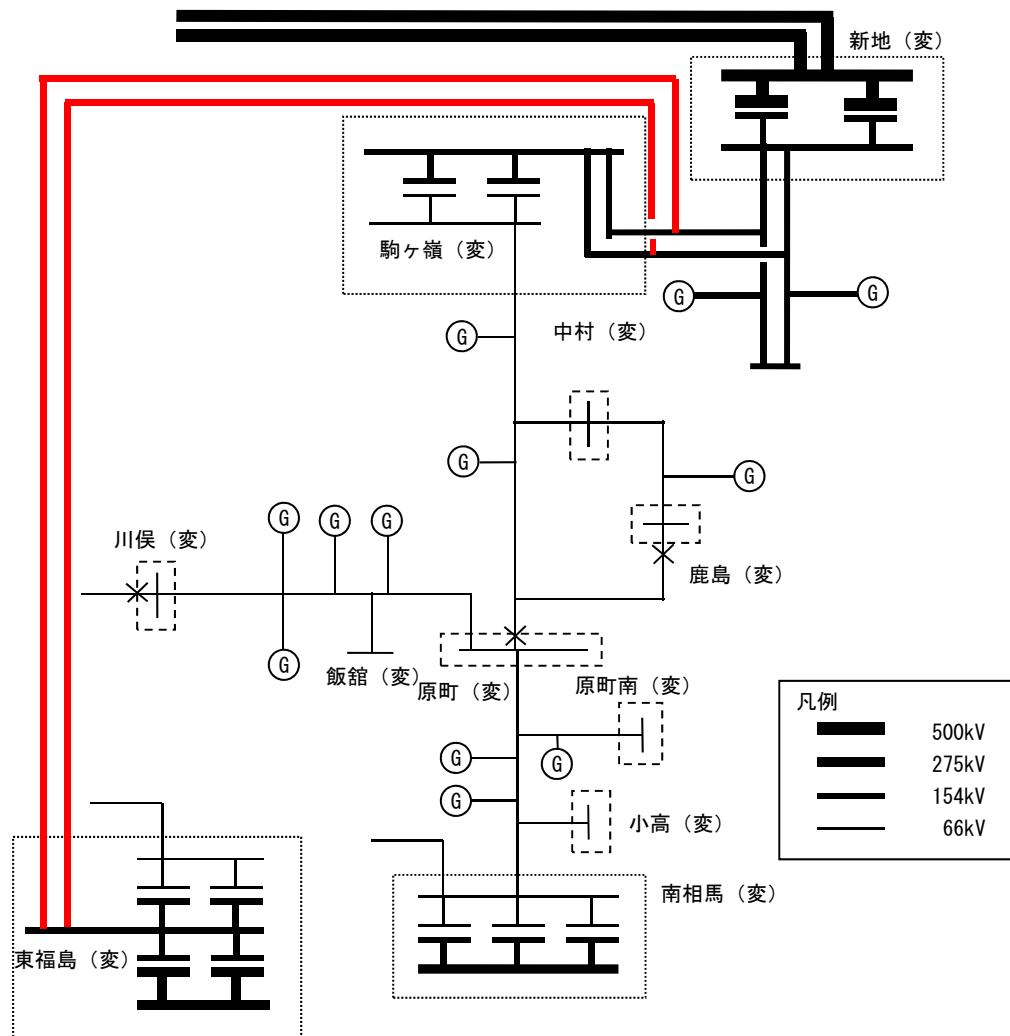 新地（変）
駒ヶ嶺（変）
G
G
G
中村（変）
G
G
G
G
G
川俣（変）
鹿島（変）
G
飯舘（変）
原町（変）
原町南（変）
G
G
G
小高（変）
南相馬（変）
東福島（変）
凡例
500kV
275kV
154kV
66kV